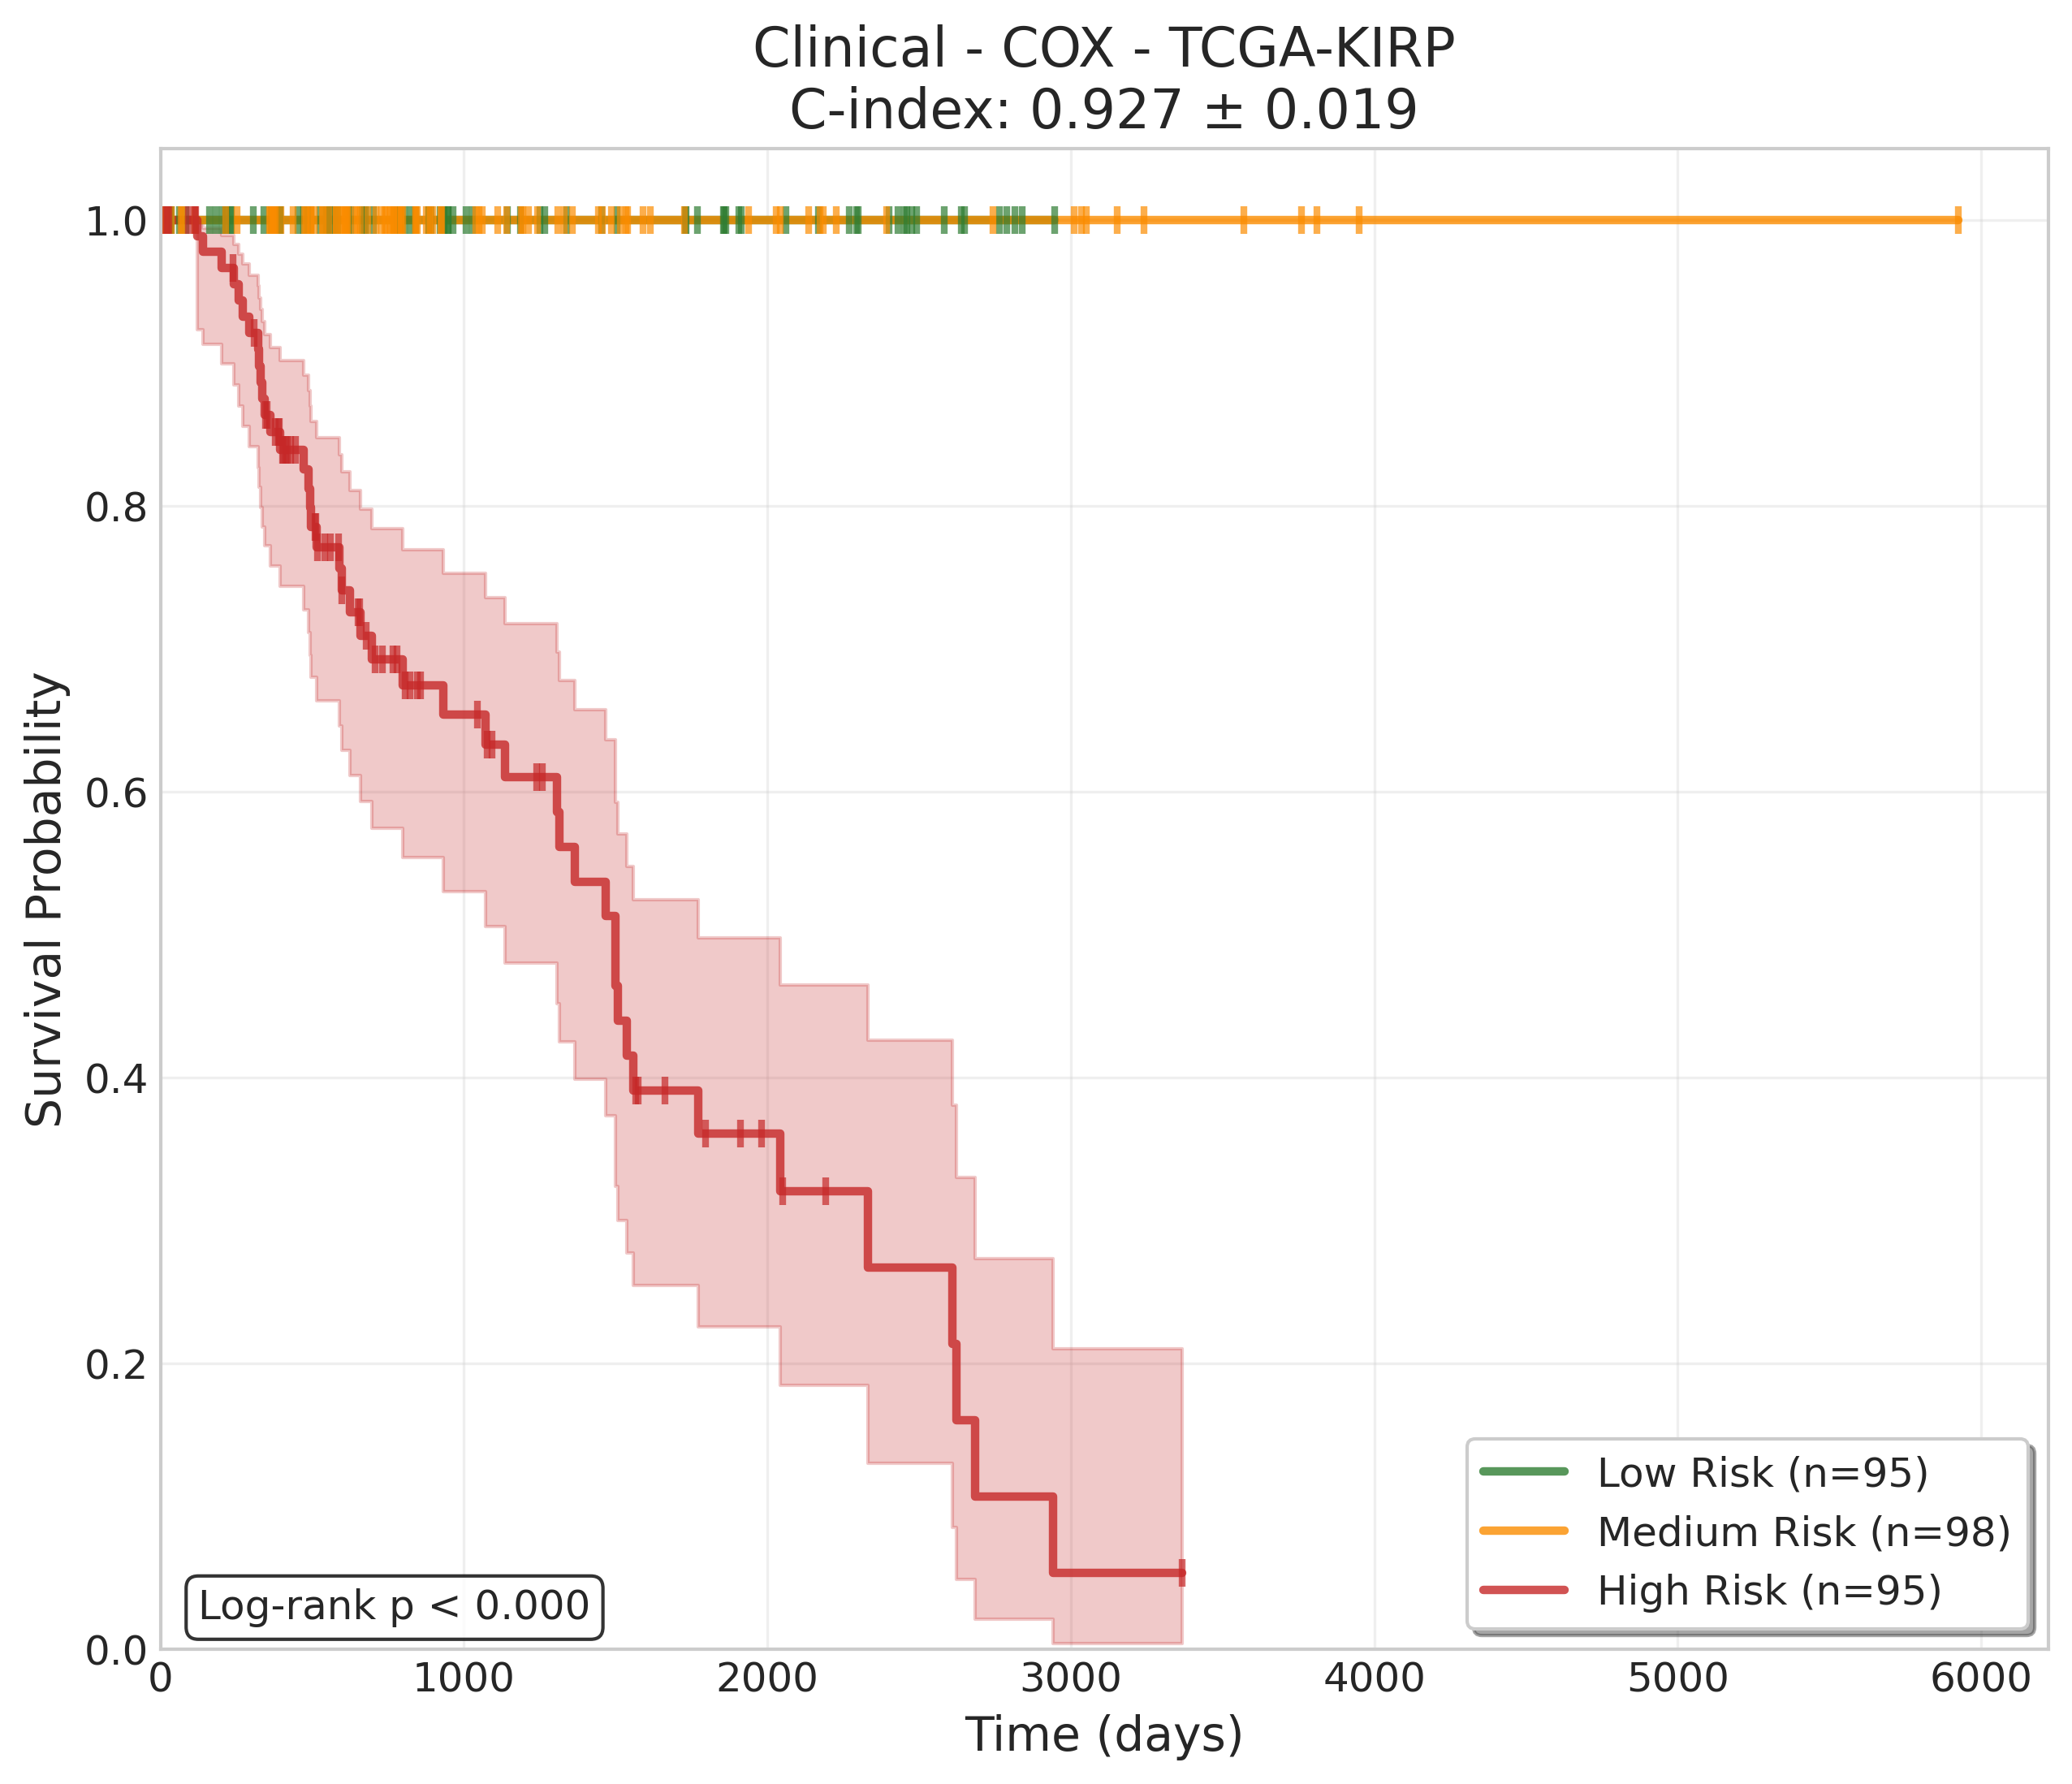 Clinical - COX - TCGA-KIRP
C-index: 0.927 ± 0.019
Survival Probability
1.0
0.8
0.6
0.4
0.2
0.0
Log-rank p < 0.000
Low Risk (n=95)
Medium Risk (n=98)
High Risk (n=95)
0 1000 2000 3000 4000 5000 6000
Time (days)